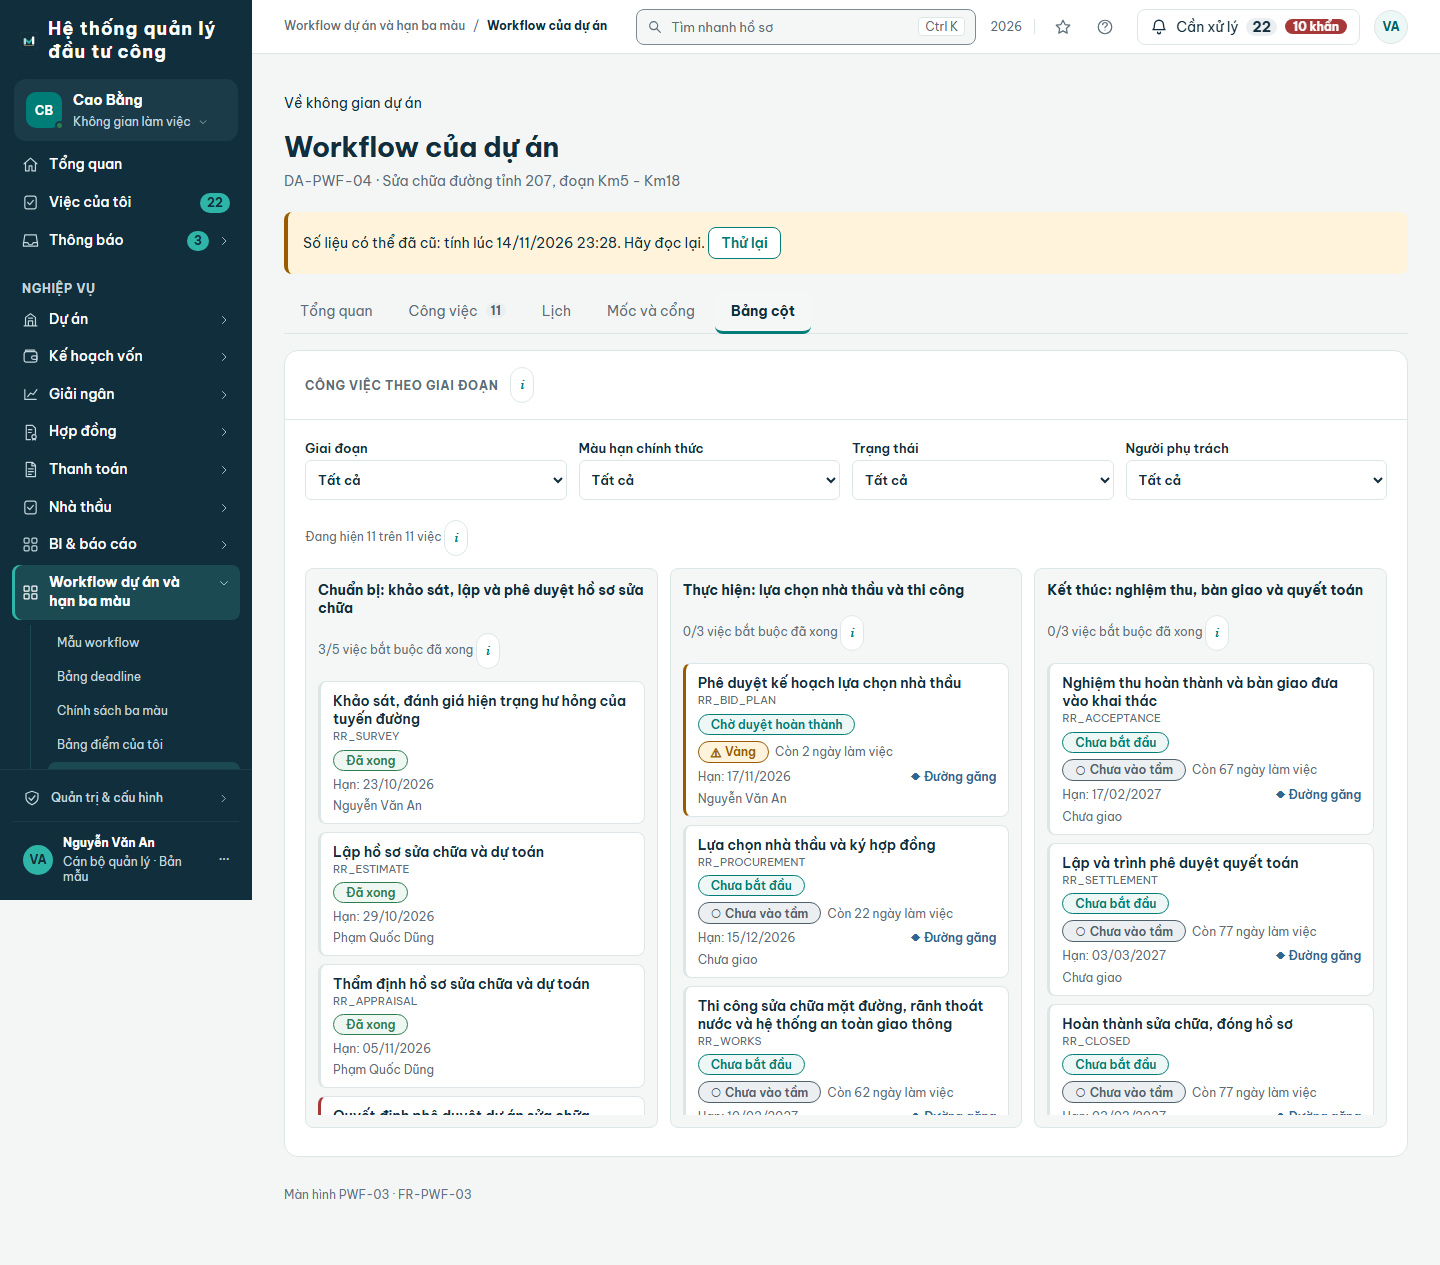 Hệ thống quản lý
đầu tư công
CB
Cao Bằng
Không gian làm việc
Tổng quan
Việc của tôi 22
Thông báo 3
NGHIỆP VỤ
Dự án
Kế hoạch vốn
Giải ngân
Hợp đồng
Thanh toán
Nhà thầu
BI & báo cáo
Workflow dự án và
hạn ba màu
Mẫu workflow
Bảng deadline
Chính sách ba màu
Bảng điểm của tôi
Quản trị & cấu hình
VA
Nguyễn Văn An
Cán bộ quản lý · Bản
mẫu
Workflow dự án và hạn ba màu / Workflow của dự án
Tìm nhanh hồ sơ Ctrl K
2026
Cần xử lý 22 10 khẩn
VA
Về không gian dự án
Workflow của dự án
DA-PWF-04 · Sửa chữa đường tỉnh 207, đoạn Km5 - Km18
Số liệu có thể đã cũ: tính lúc 14/11/2026 23:28. Hãy đọc lại. Thử lại
Tổng quan Công việc 11 Lịch Mốc và cổng Bảng cột
CÔNG VIỆC THEO GIAI ĐOẠN i
Giai đoạn Màu hạn chính thức Trạng thái Người phụ trách
Tất cả Tất cả Tất cả Tất cả
Đang hiện 11 trên 11 việc i
Chuẩn bị: khảo sát, lập và phê duyệt hồ sơ sửa
chữa
3/5 việc bắt buộc đã xong i
Khảo sát, đánh giá hiện trạng hư hỏng của
tuyến đường
RR_SURVEY
Đã xong
Hạn: 23/10/2026
Nguyễn Văn An
Lập hồ sơ sửa chữa và dự toán
RR_ESTIMATE
Đã xong
Hạn: 29/10/2026
Phạm Quốc Dũng
Thẩm định hồ sơ sửa chữa và dự toán
RR_APPRAISAL
Đã xong
Hạn: 05/11/2026
Phạm Quốc Dũng
Quyết định phê duyệt dự án sửa chữa
Thực hiện: lựa chọn nhà thầu và thi công
0/3 việc bắt buộc đã xong i
Phê duyệt kế hoạch lựa chọn nhà thầu
RR_BID_PLAN
Chờ duyệt hoàn thành
Vàng Còn 2 ngày làm việc
Hạn: 17/11/2026 Đường găng
Nguyễn Văn An
Lựa chọn nhà thầu và ký hợp đồng
RR_PROCUREMENT
Chưa bắt đầu
Chưa vào tầm Còn 22 ngày làm việc
Hạn: 15/12/2026 Đường găng
Chưa giao
Thi công sửa chữa mặt đường, rãnh thoát
nước và hệ thống an toàn giao thông
RR_WORKS
Chưa bắt đầu
Chưa vào tầm Còn 62 ngày làm việc
Hạn: 10/02/2027 Đường găng
Kết thúc: nghiệm thu, bàn giao và quyết toán
0/3 việc bắt buộc đã xong i
Nghiệm thu hoàn thành và bàn giao đưa
vào khai thác
RR_ACCEPTANCE
Chưa bắt đầu
Chưa vào tầm Còn 67 ngày làm việc
Hạn: 17/02/2027 Đường găng
Chưa giao
Lập và trình phê duyệt quyết toán
RR_SETTLEMENT
Chưa bắt đầu
Chưa vào tầm Còn 77 ngày làm việc
Hạn: 03/03/2027 Đường găng
Chưa giao
Hoàn thành sửa chữa, đóng hồ sơ
RR_CLOSED
Chưa bắt đầu
Chưa vào tầm Còn 77 ngày làm việc
Hạn: 03/03/2027 Đường găng
Màn hình PWF-03 · FR-PWF-03